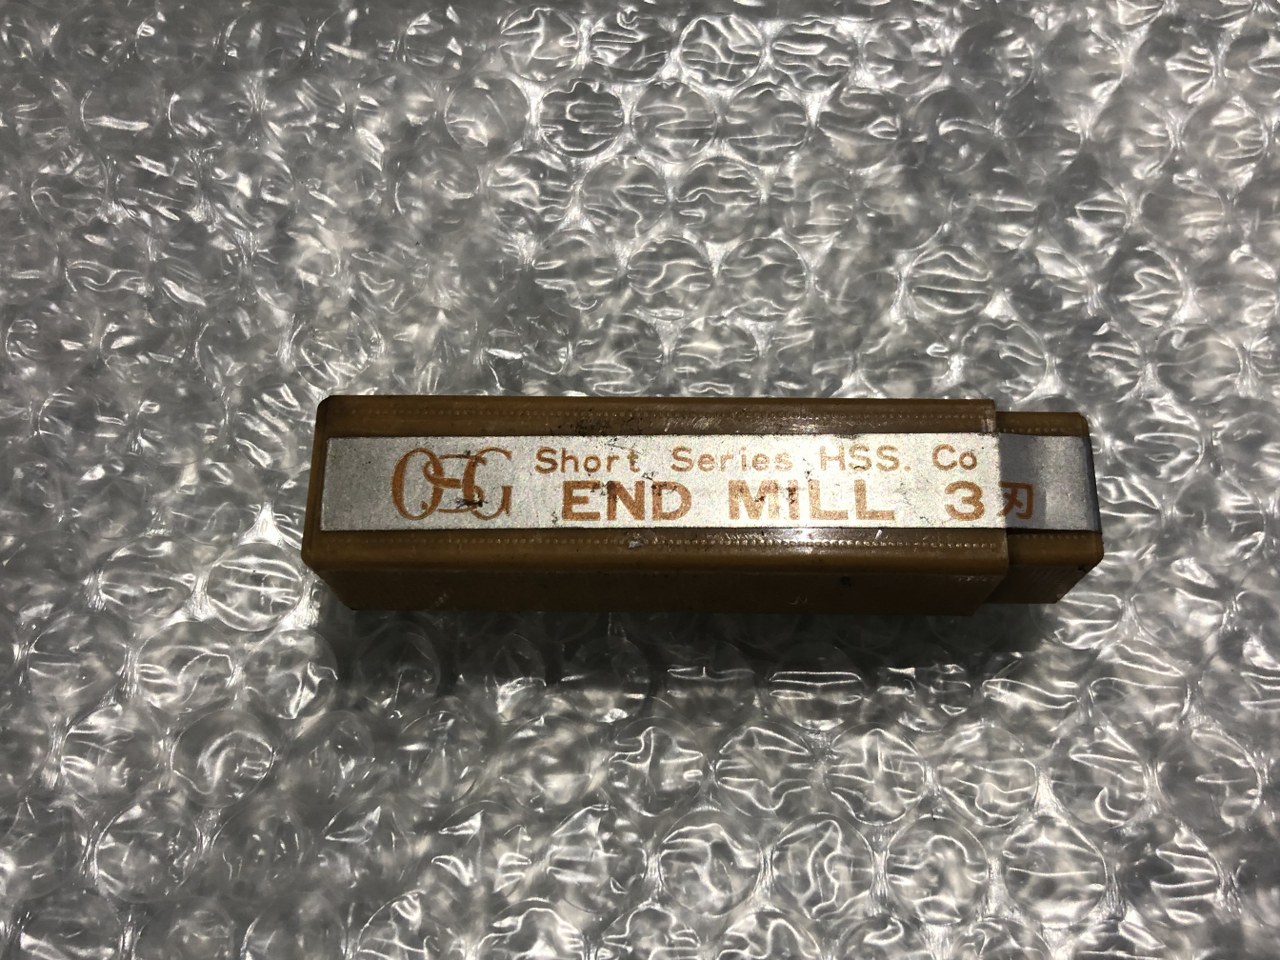 OSG Short Series HSS. Co
END MILL 3刃